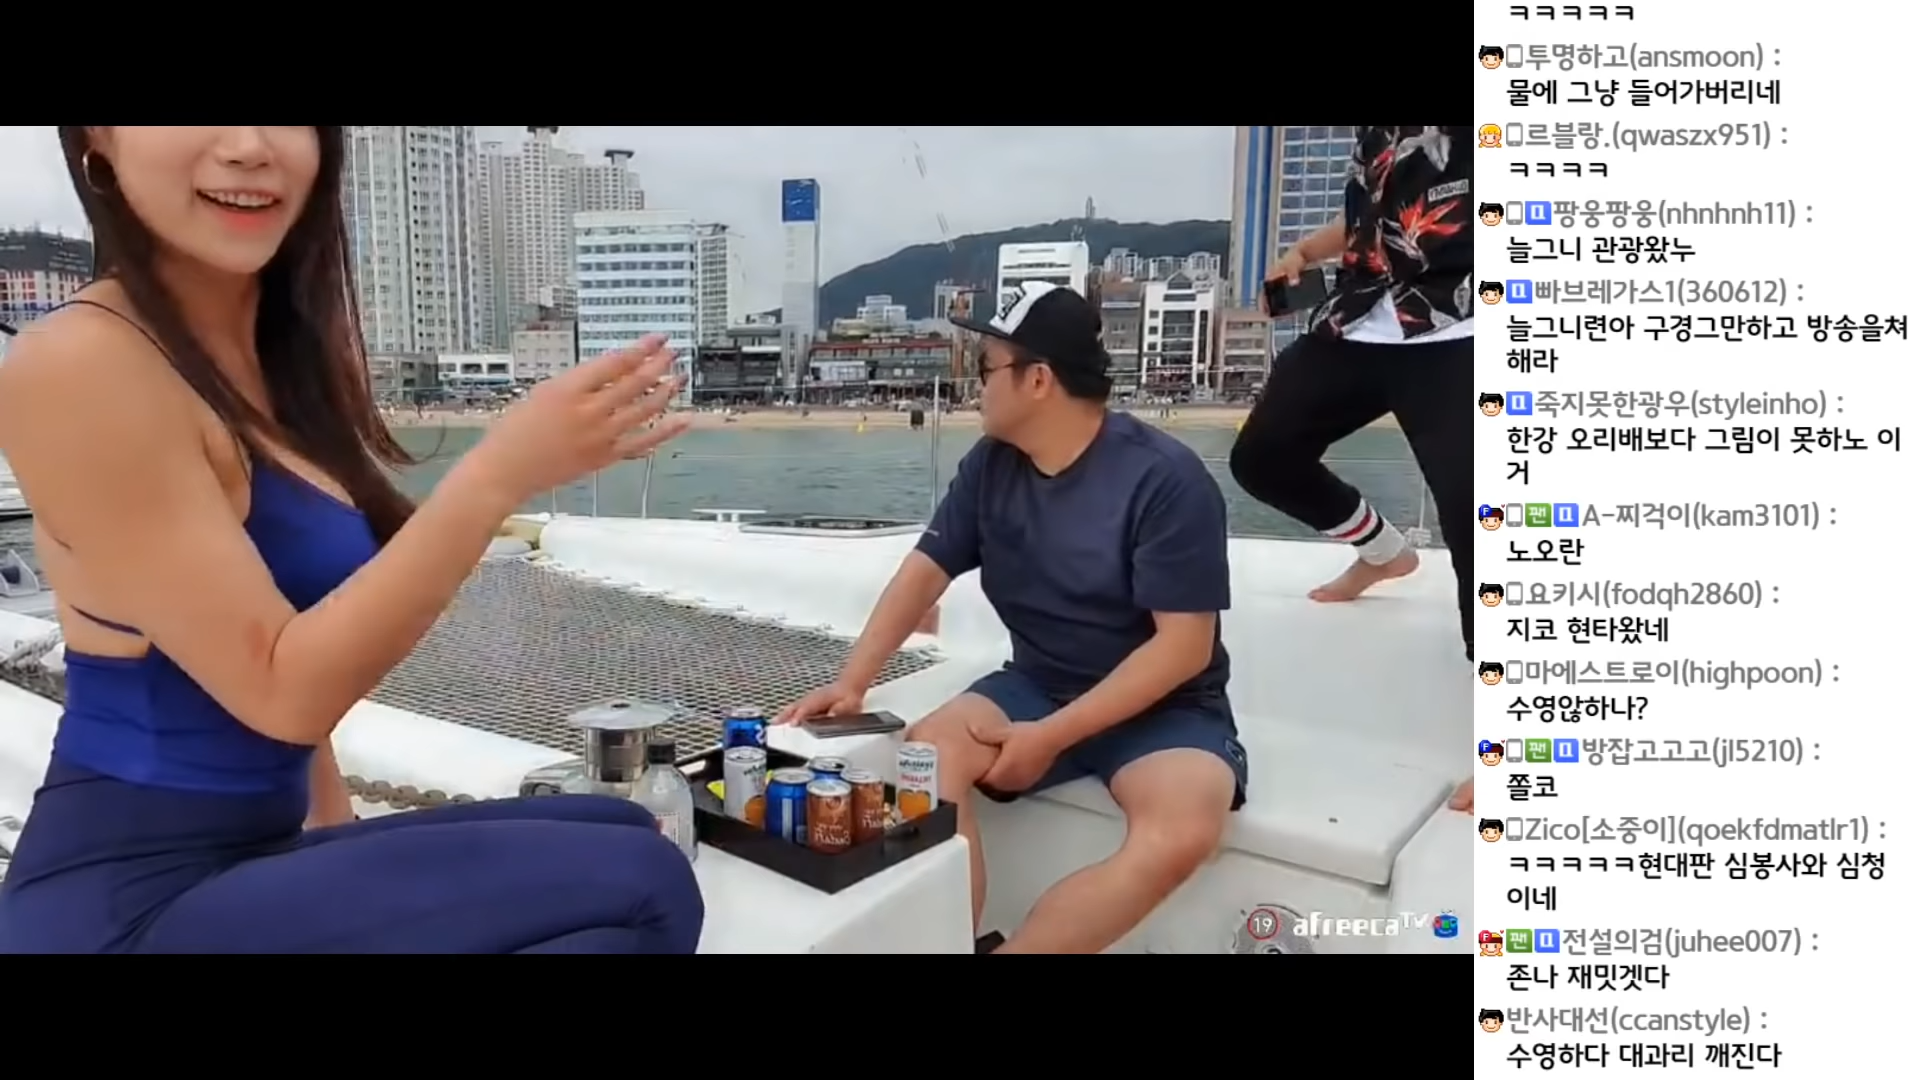 19 afreecaTV
ㅋㅋㅋㅋㅋ
투명하고(ansmoon) :
물에 그냥 들어가버리네
르블랑.(qwaszx951) :
ㅋㅋㅋㅋ
팡웅팡웅(nhnhnh11) :
늘그니 관광왔누
빠브레가스1(360612) :
늘그니련아 구경그만하고 방송을쳐
해라
죽지못한광우(styleinho) :
한강 오리배보다 그림이 못하노 이
거
팬 A-찌걱이(kam3101) :
노오란
요키시(fodqh2860) :
지코 현타왔네
마에스트로이(highpoon) :
수영않하나?
팬 방잡고고고(jl5210) :
쫄코
Zico[소중이](qoekfdmatlr1) :
ㅋㅋㅋㅋㅋ현대판 심봉사와 심청
이네
팬 전설의검(juhee007) :
존나 재밋겟다
반사대선(ccanstyle) :
수영하다 대과리 깨진다